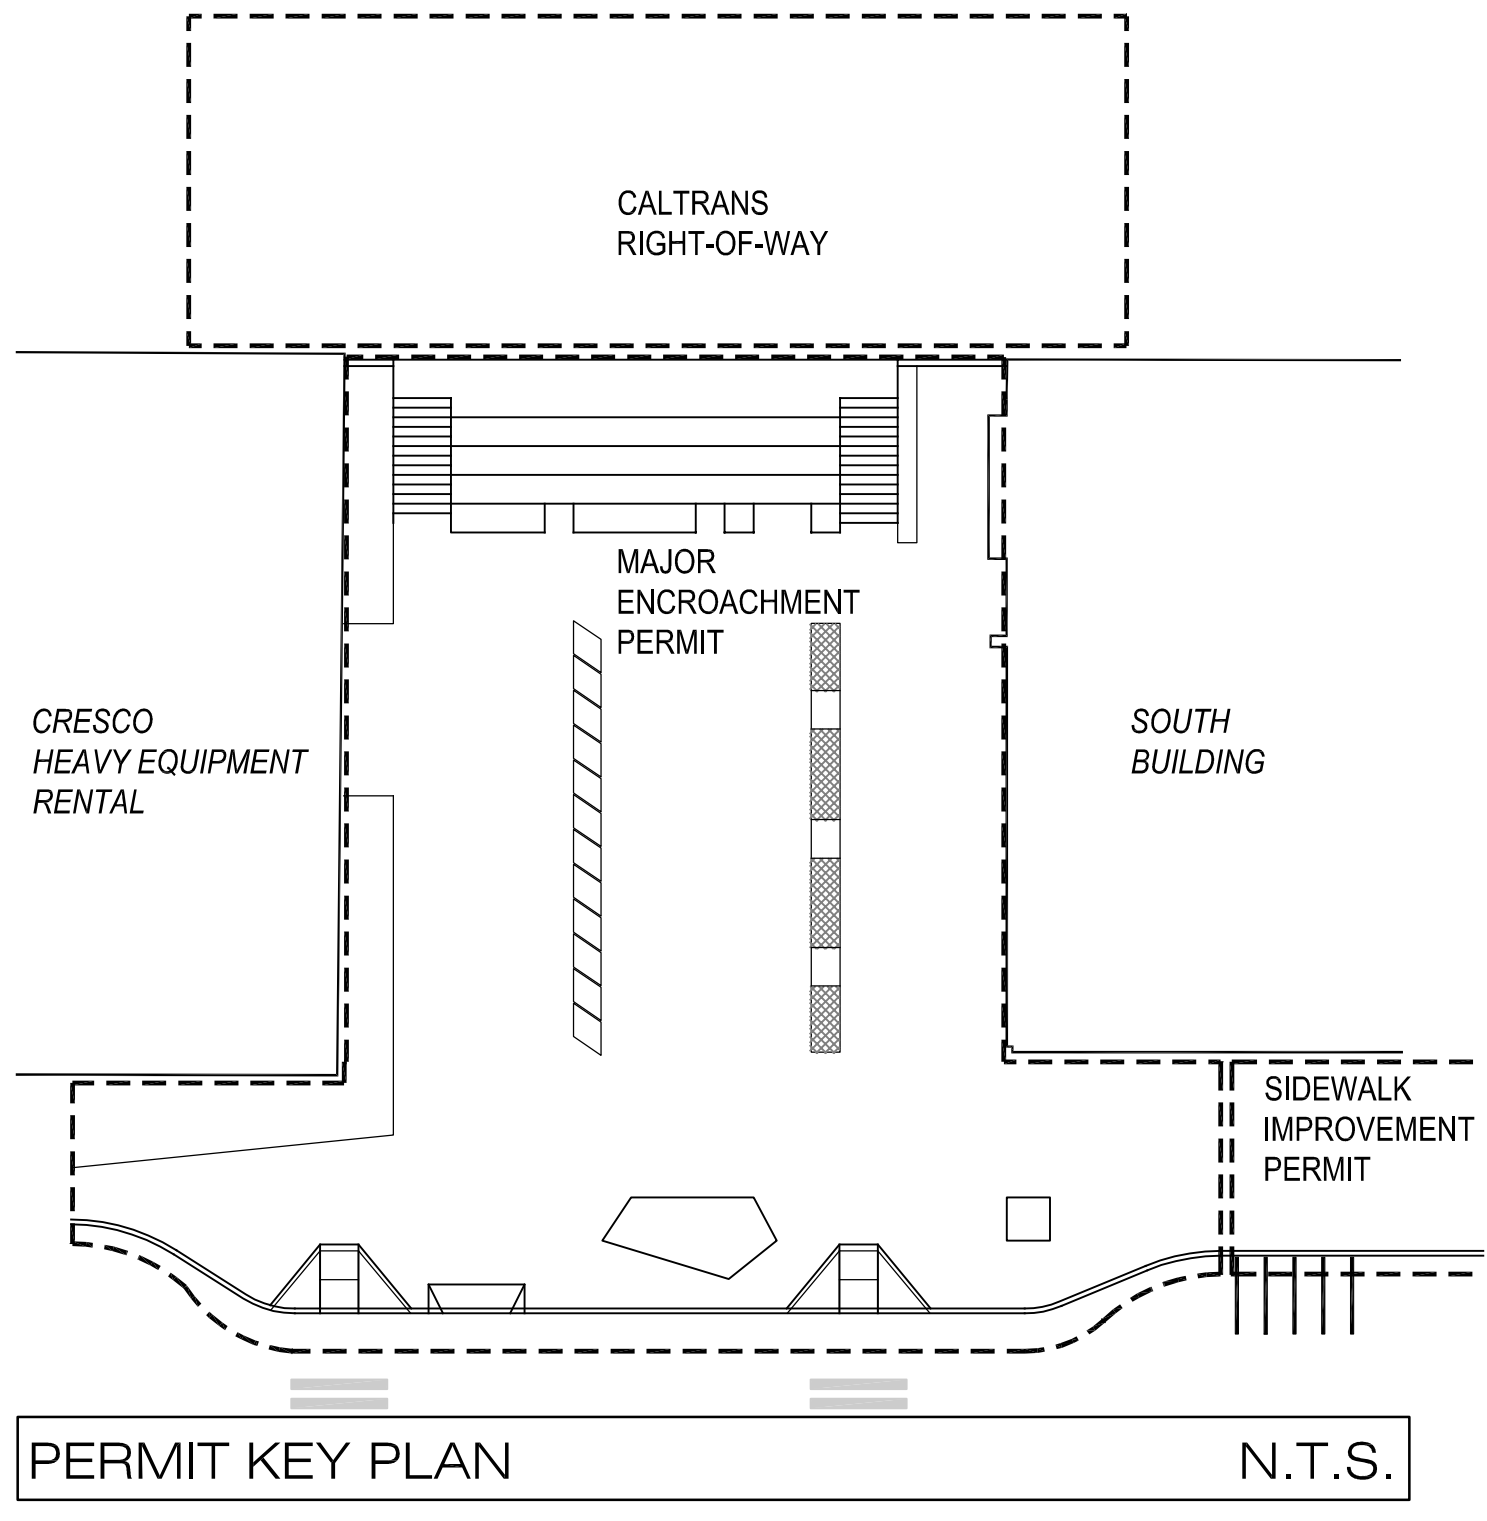 CALTRANS
RIGHT-OF-WAY
MAJOR
ENCROACHMENT
PERMIT
CRESCO
HEAVY EQUIPMENT
RENTAL
SOUTH
BUILDING
SIDEWALK
IMPROVEMENT
PERMIT
PERMIT KEY PLAN
N.T.S.